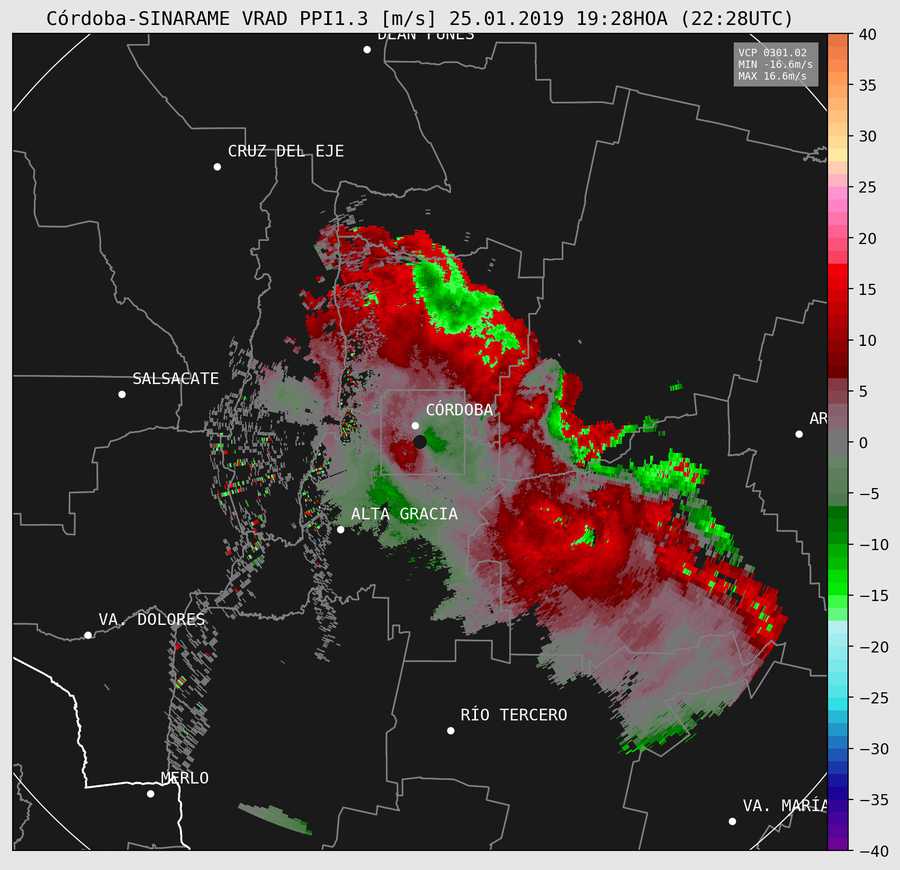 Córdoba-SINARAME VRAD PPI1.3 [m/s] 25.01.2019 19:28HOA (22:28UTC)
DEAN FUNES
VCP 0301.02
MIN -16.6m/s
MAX 16.6m/s
CRUZ DEL EJE
SALSACATE
CÓRDOBA
AR
ALTA GRACIA
VA. DOLORES
RÍO TERCERO
MERLO
VA. MARÍA
40
35
30
25
20
15
10
5
0
−5
−10
−15
−20
−25
−30
−35
−40